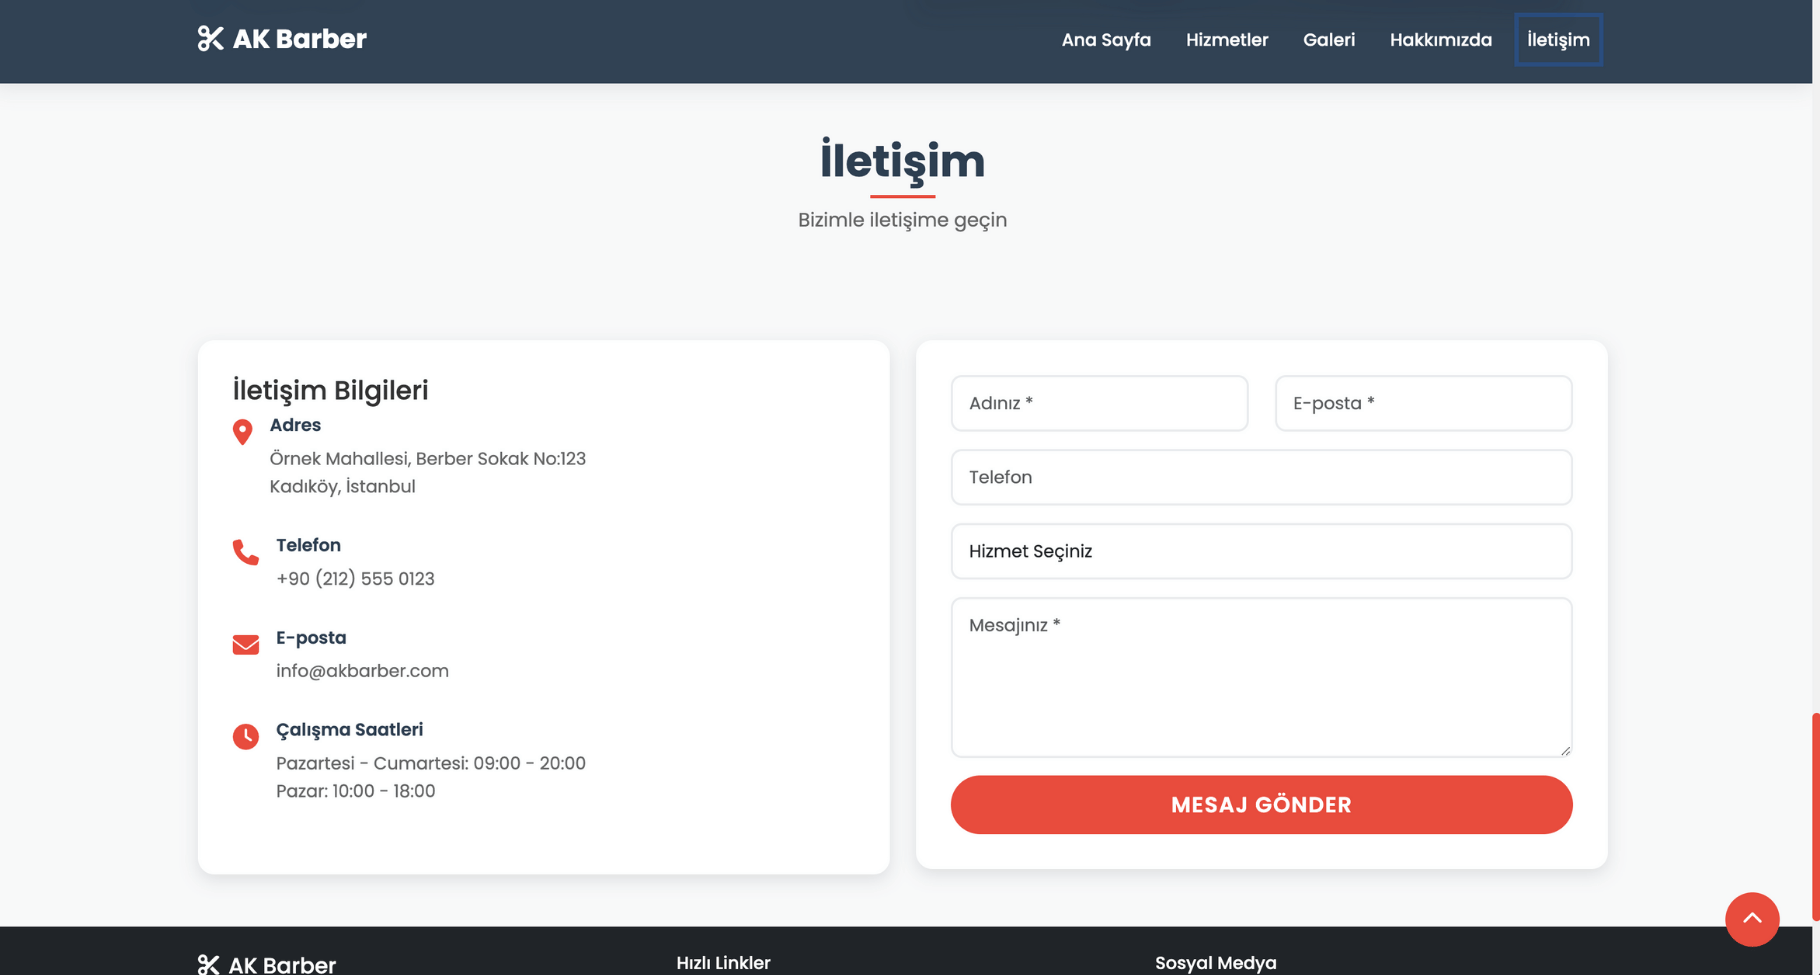 AK Barber
Ana Sayfa Hizmetler Galeri Hakkımızda İletişim
İletişim
Bizimle iletişime geçin
İletişim Bilgileri
Adres
Örnek Mahallesi, Berber Sokak No:123
Kadıköy, İstanbul
Telefon
+90 (212) 555 0123
E-posta
info@akbarber.com
Çalışma Saatleri
Pazartesi - Cumartesi: 09:00 - 20:00
Pazar: 10:00 - 18:00
Adınız * E-posta *
Telefon
Hizmet Seçiniz
Mesajınız *
MESAJ GÖNDER
AK Barber Hızlı Linkler Sosyal Medya